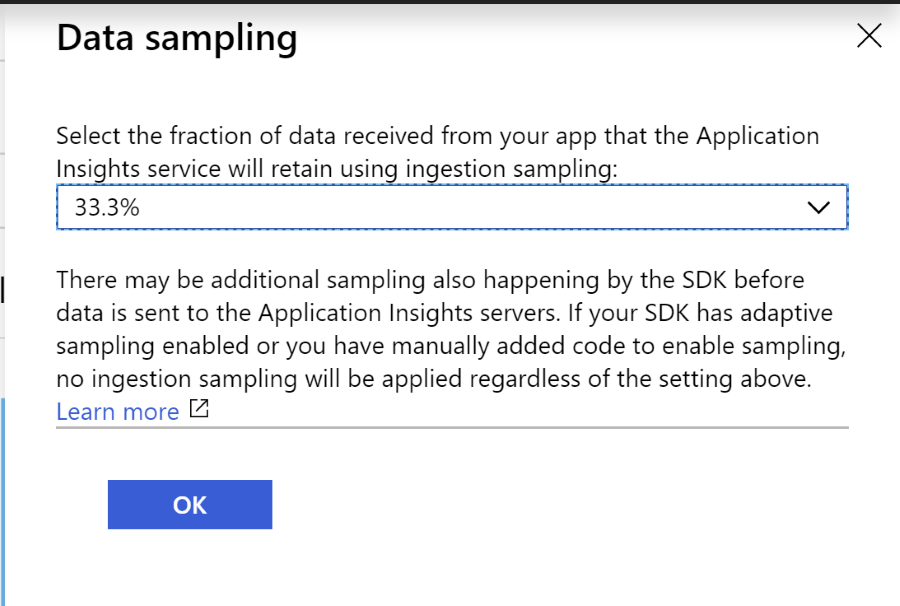 Data sampling
Select the fraction of data received from your app that the Application
Insights service will retain using ingestion sampling:
33.3%
There may be additional sampling also happening by the SDK before
data is sent to the Application Insights servers. If your SDK has adaptive
sampling enabled or you have manually added code to enable sampling,
no ingestion sampling will be applied regardless of the setting above.
Learn more
OK